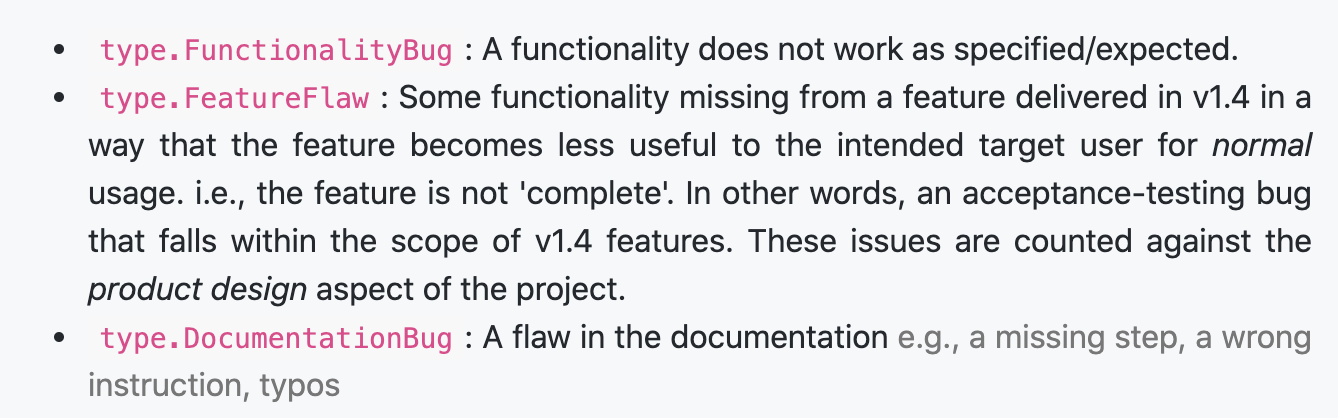 • type.FunctionalityBug : A functionality does not work as specified/expected.
• type.FeatureFlaw : Some functionality missing from a feature delivered in v1.4 in a
way that the feature becomes less useful to the intended target user for normal
usage. i.e., the feature is not 'complete'. In other words, an acceptance-testing bug
that falls within the scope of v1.4 features. These issues are counted against the
product design aspect of the project.
• type.DocumentationBug : A flaw in the documentation e.g., a missing step, a wrong
instruction, typos